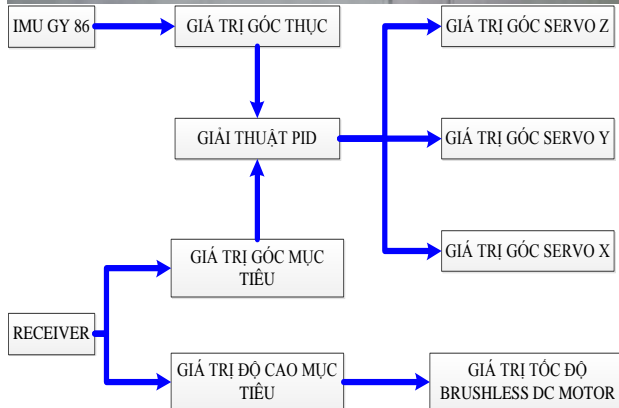 IMU GY 86
GIÁ TRỊ GÓC THỰC
GIÁ TRỊ GÓC SERVO Z
GIẢI THUẬT PID
GIÁ TRỊ GÓC SERVO Y
GIÁ TRỊ GÓC MỤC
TIÊU
GIÁ TRỊ GÓC SERVO X
RECEIVER
GIÁ TRỊ ĐỘ CAO MỤC
TIÊU
GIÁ TRỊ TỐC ĐỘ
BRUSHLESS DC MOTOR